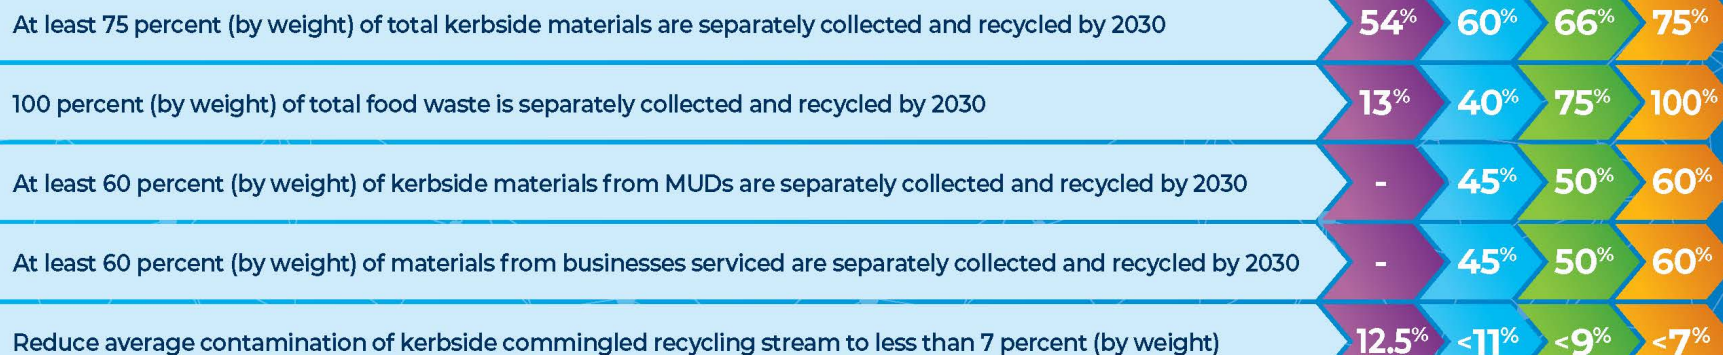 At least 75 percent (by weight) of total kerbside materials are separately collected and recycled by 2030 54% 60% 66% 75%
100 percent (by weight) of total food waste is separately collected and recycled by 2030 13% 40% 75% 100%
At least 60 percent (by weight) of kerbside materials from MUDs are separately collected and recycled by 2030 - 45% 50% 60%
At least 60 percent (by weight) of materials from businesses serviced are separately collected and recycled by 2030 - 45% 50% 60%
Reduce average contamination of kerbside commingled recycling stream to less than 7 percent (by weight) 12.5% <11% <9% <7%